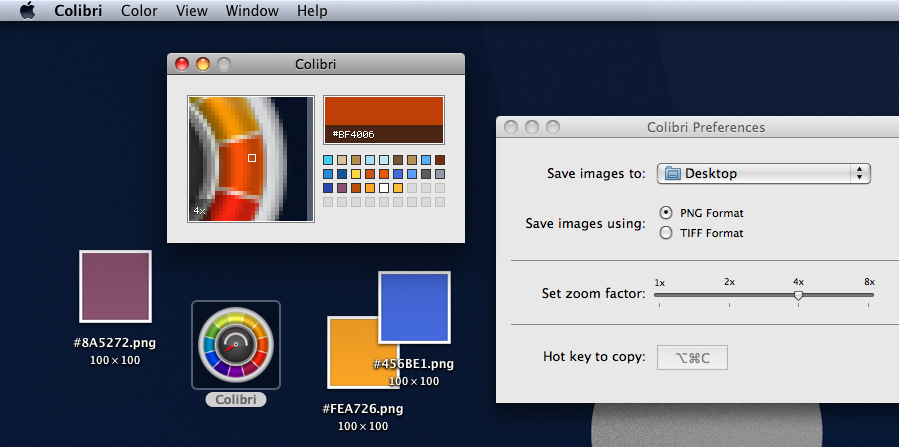 Colibri Color View Window Help
Colibri
#BF4006
4x
Colibri Preferences
Save images to: Desktop
Save images using: PNG Format
TIFF Format
1x 2x 4x 8x
Set zoom factor:
Hot key to copy: ⌥⌘C
#8A5272.png
100 × 100
Colibri
#456BE1.png
100 × 100
#FEA726.png
100 × 100